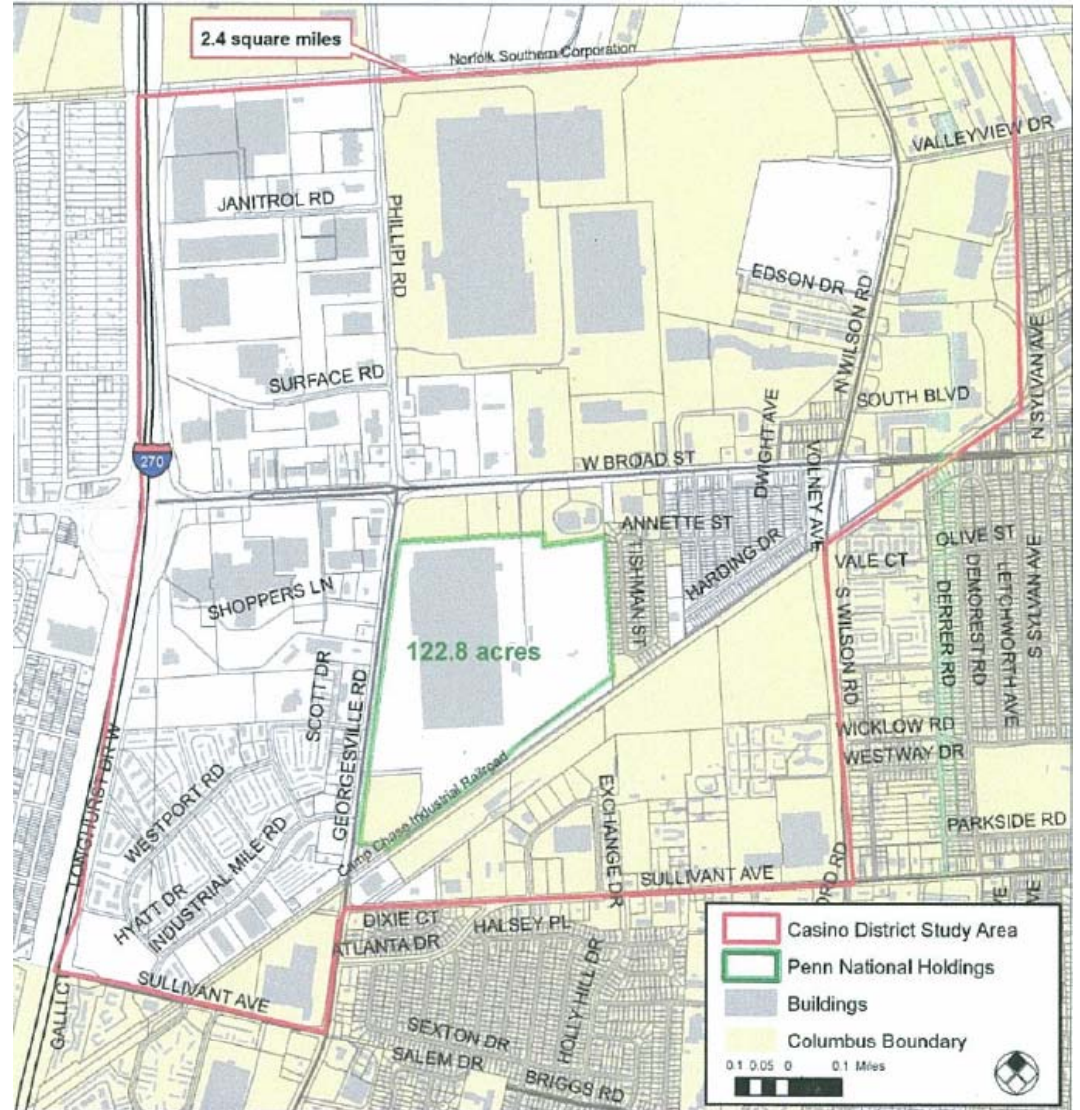 2.4 square miles
Norfolk Southern Corporation
VALLEYVIEW DR
JANITROL RD
PHILLIPI RD
EDSON DR
N WILSON RD
SURFACE RD
SOUTH BLVD
N SYLVAN AVE
270
W BROAD ST
DWIGHT AVE
VOLNEY AVE
ANNETTE ST
TISHMAN ST
HARDING DR
OLIVE ST
VALE CT
SHOPPERS LN
122.8 acres
S WILSON RD
DERRER RD
DEMOREST RD
LETCHWORTH AVE
S SYLVAN AVE
SCOTT DR
GEORGESVILLE RD
WICKLOW RD
WESTWAY DR
LONGHURST DR W
WESTPORT RD
Camp Chase Industrial Railroad
EXCHANGE DR
PARKSIDE RD
HYATT DR
INDUSTRIAL MILE RD
SULLIVANT AVE
DIXIE CT
HALSEY PL
ATLANTA DR
GALLI CT
SULLIVANT AVE
HOLLY HILL DR
SEXTON DR
SALEM DR
BRIGGS RD
Casino District Study Area
Penn National Holdings
Buildings
Columbus Boundary
0.1 0.05 0 0.1 Miles